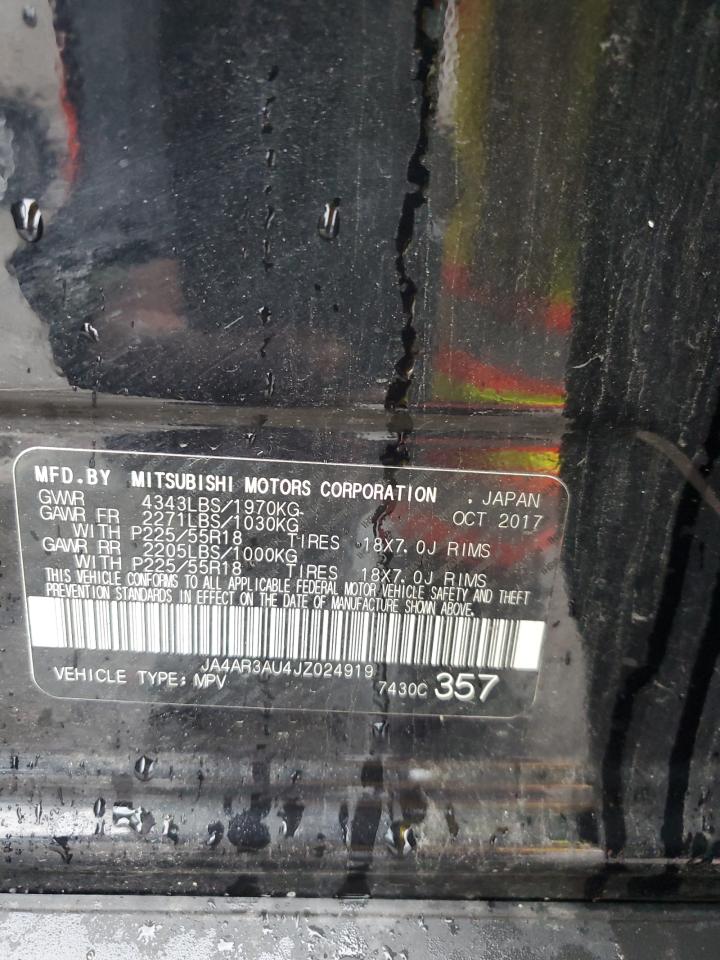 MFD.BY MITSUBISHI MOTORS CORPORATION , JAPAN
GVWR 4343LBS/1970KG OCT 2017
GAWR FR 2271LBS/1030KG
WITH P225/55R18 TIRES 18X7.0J RIMS
GAWR RR 2205LBS/1000KG
WITH P225/55R18 TIRES 18X7.0J RIMS
THIS VEHICLE CONFORMS TO ALL APPLICABLE FEDERAL MOTOR VEHICLE SAFETY AND THEFT
PREVENTION STANDARDS IN EFFECT ON THE DATE OF MANUFACTURE SHOWN ABOVE.
JA4AR3AU4JZ024919
VEHICLE TYPE: MPV 7430C 357